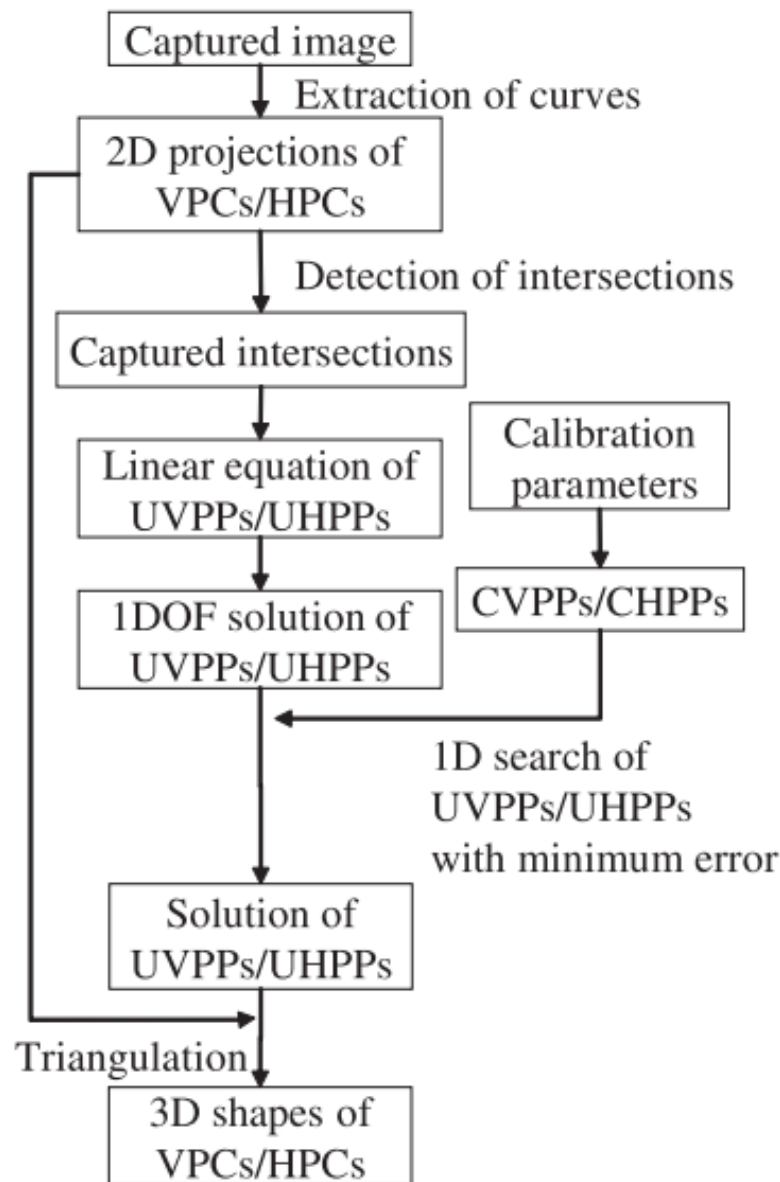 Captured image
Extraction of curves
2D projections of
VPCs/HPCs
Detection of intersections
Captured intersections
Linear equation of
UVPPs/UHPPs
Calibration
parameters
1DOF solution of
UVPPs/UHPPs
CVPPs/CHPPs
1D search of
UVPPs/UHPPs
with minimum error
Solution of
UVPPs/UHPPs
Triangulation
3D shapes of
VPCs/HPCs